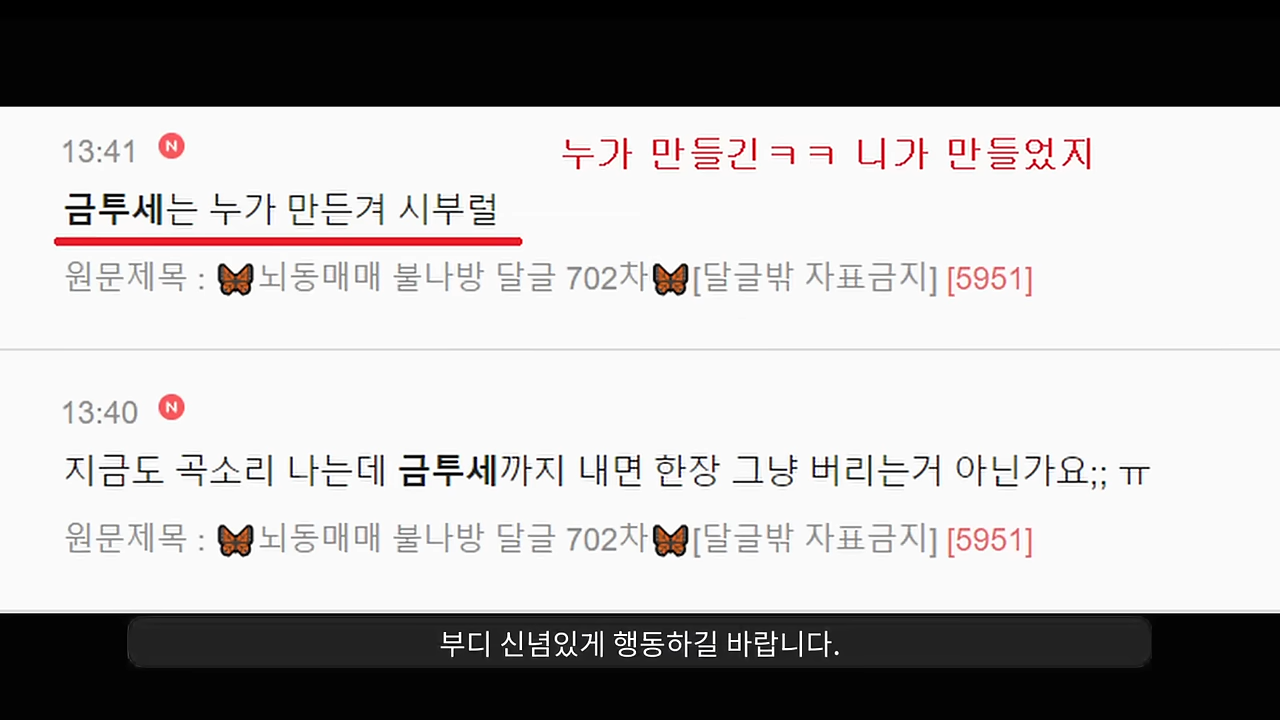 13:41 N
누가 만들긴ㅋㅋ 니가 만들었지
금투세는 누가 만든겨 시부럴
원문제목 : 🦋뇌동매매 불나방 달글 702차🦋[달글밖 자표금지] [5951]
13:40 N
지금도 곡소리 나는데 금투세까지 내면 한장 그냥 버리는거 아닌가요;; ㅠ
원문제목 : 🦋뇌동매매 불나방 달글 702차🦋[달글밖 자표금지] [5951]
부디 신념있게 행동하길 바랍니다.